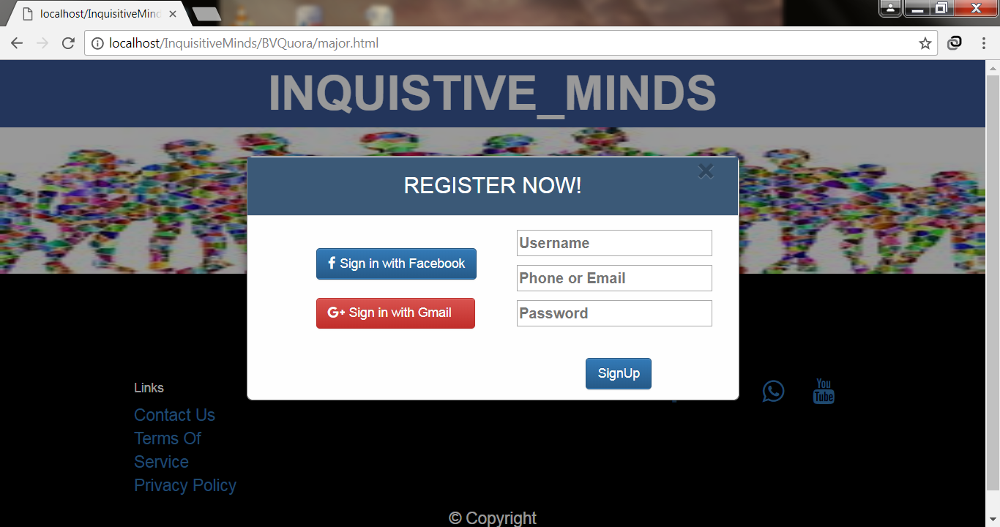 localhost/InquisitiveMind
localhost/InquisitiveMinds/BVQuora/major.html
INQUISTIVE_MINDS
REGISTER NOW!
Sign in with Facebook
Sign in with Gmail
Username
Phone or Email
Password
SignUp
Links
Contact Us
Terms Of
Service
Privacy Policy
You
Tube
© Copyright